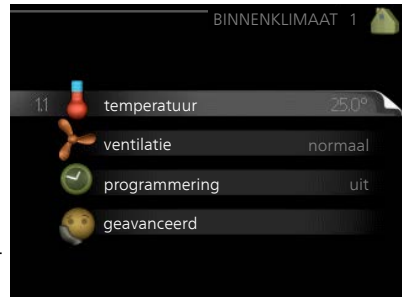 BINNENKLIMAAT 1
1.1 temperatuur 25.0°
ventilatie normaal
programmering uit
geavanceerd